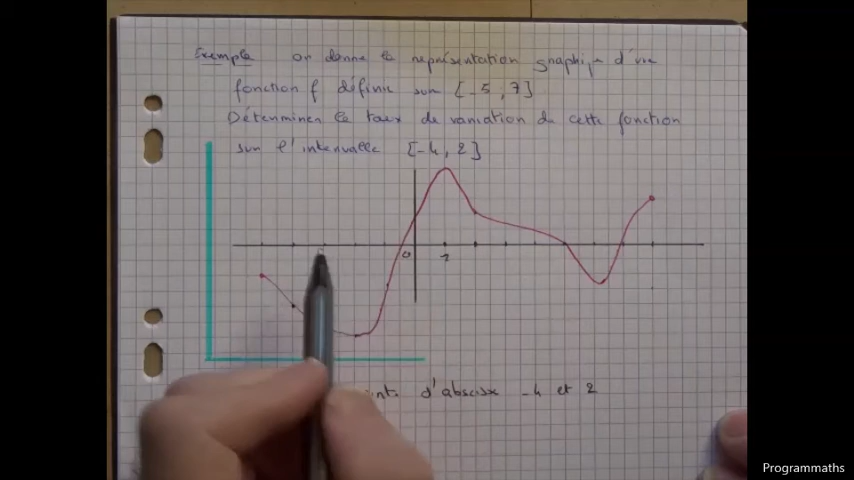 Exemple on donne la représentation graphique d'une
fonction f définie sur [-5, 7]
Déterminer le taux de variation de cette fonction
sur l'intervalle [-4, 2]
0 1
d'abscisse -4 et 2
Programmaths